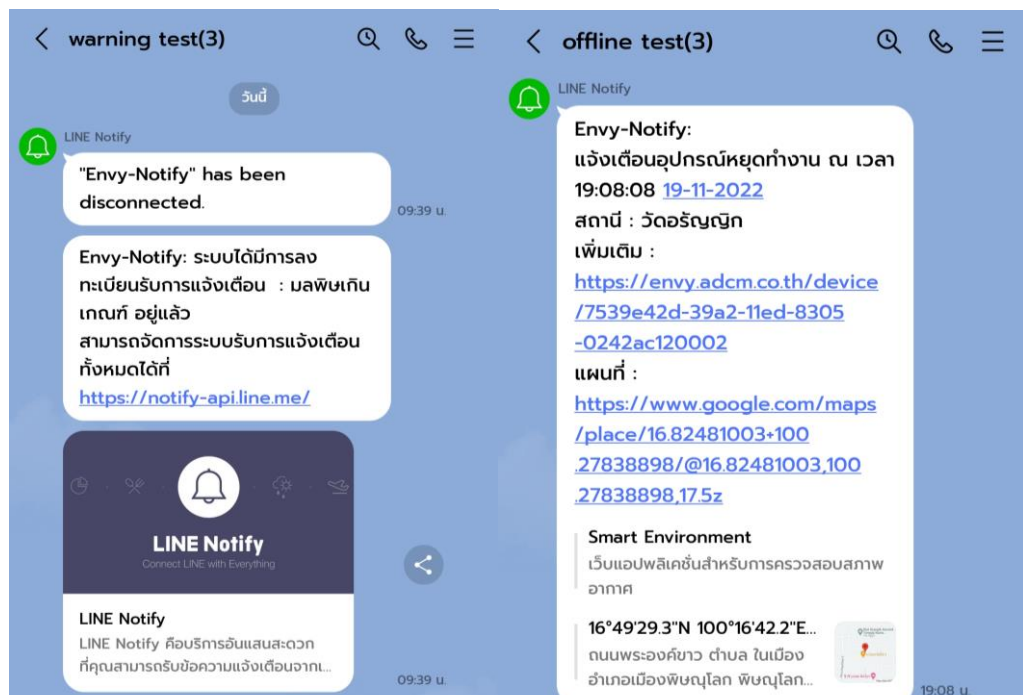 warning test(3)
วันนี้
LINE Notify
"Envy-Notify" has been
disconnected.
09:39 น.
Envy-Notify: ระบบได้มีการลง
ทะเบียนรับการแจ้งเตือน : มลพิษเกิน
เกณฑ์ อยู่แล้ว
สามารถจัดการระบบรับการแจ้งเตือน
ทั้งหมดได้ที่
https://notify-api.line.me/
LINE Notify
Connect LINE with Everything
LINE Notify
LINE Notify คือบริการอันแสนสะดวก
ที่คุณสามารถรับข้อความแจ้งเตือนจากเ...
09:39 น.
offline test(3)
LINE Notify
Envy-Notify:
แจ้งเตือนอุปกรณ์หยุดทำงาน ณ เวลา
19:08:08 19-11-2022
สถานี : วัดอรัญญิก
เพิ่มเติม :
https://envy.adcm.co.th/device
/7539e42d-39a2-11ed-8305
-0242ac120002
แผนที่ :
https://www.google.com/maps
/place/16.82481003+100
.27838898/@16.82481003,100
.27838898,17.5z
Smart Environment
เว็บแอปพลิเคชั่นสำหรับการตรวจสอบสภาพ
อากาศ
16°49'29.3"N 100°16'42.2"E...
ถนนพระองค์ขาว ตำบล ในเมือง
อำเภอเมืองพิษณุโลก พิษณุโลก...
19:08 น.